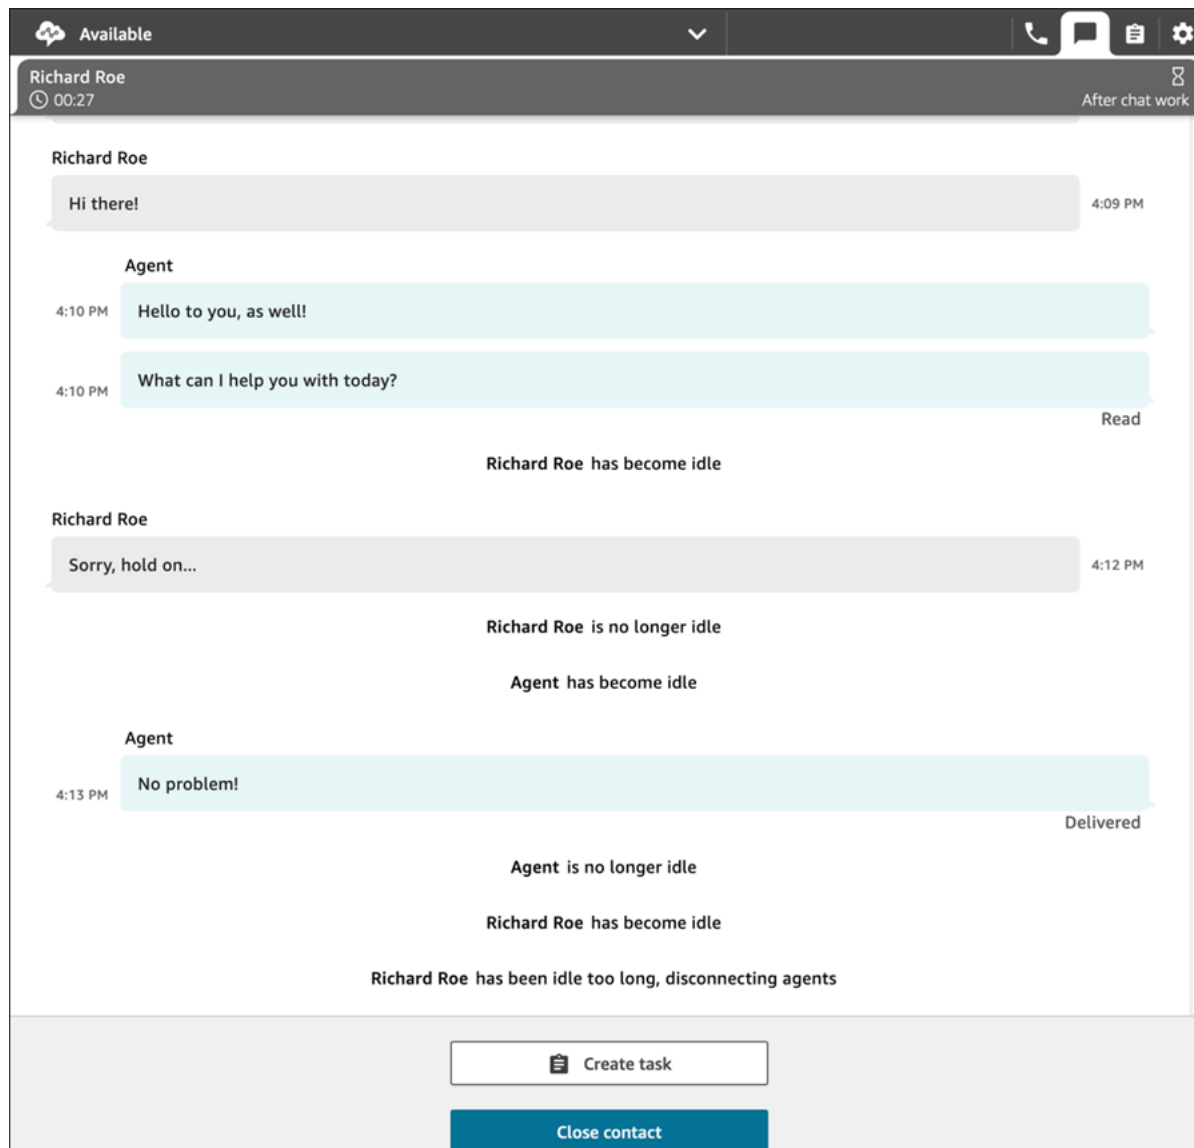 Available
Richard Roe
00:27
After chat work
Richard Roe
Hi there!
4:09 PM
Agent
4:10 PM
Hello to you, as well!
4:10 PM
What can I help you with today?
Read
Richard Roe has become idle
Richard Roe
Sorry, hold on...
4:12 PM
Richard Roe is no longer idle
Agent has become idle
Agent
4:13 PM
No problem!
Delivered
Agent is no longer idle
Richard Roe has become idle
Richard Roe has been idle too long, disconnecting agents
Create task
Close contact